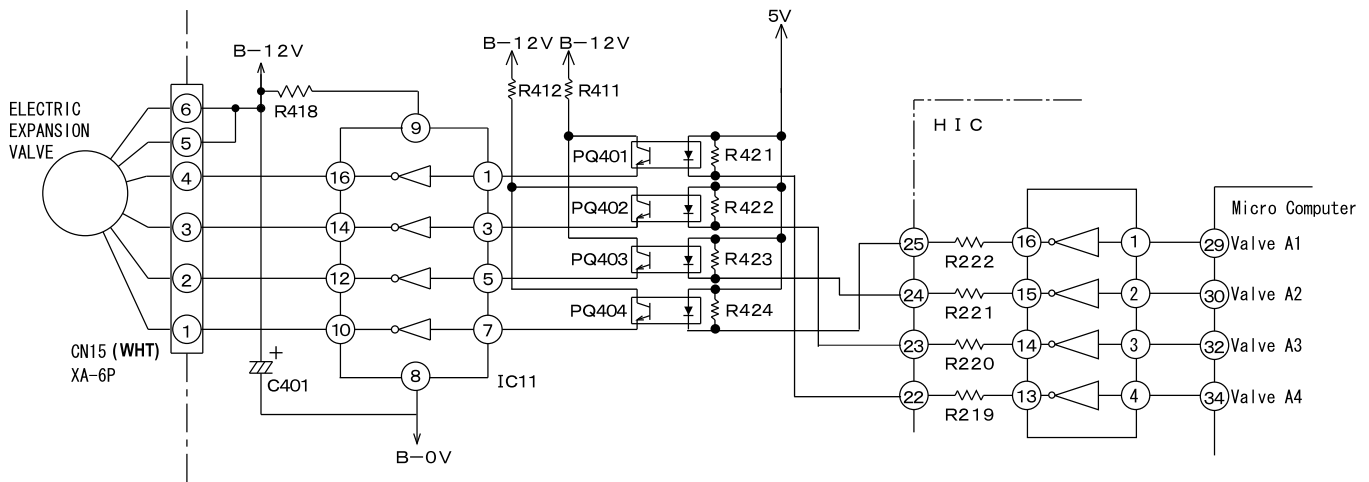 5V
B-12V
B-12V B-12V
R412
R411
R418
ELECTRIC
EXPANSION
VALVE
6
5
4
3
2
1
CN15 (WHT)
XA-6P
+
C401
9
16
1
14
3
12
5
10
7
8
IC11
B-0V
PQ401
R421
PQ402
R422
PQ403
R423
PQ404
R424
HIC
Micro Computer
25
R222
16
1
29
Valve A1
24
R221
15
2
30
Valve A2
23
R220
14
3
32
Valve A3
22
R219
13
4
34
Valve A4